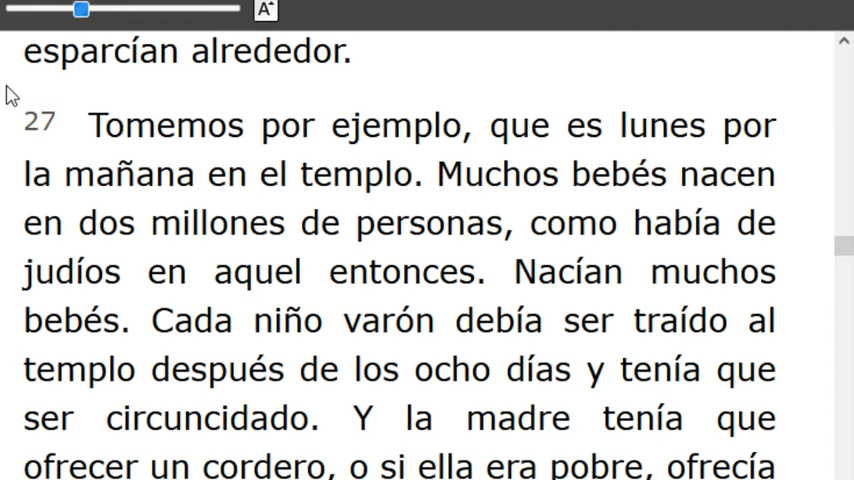 A
esparcían alrededor.
27 Tomemos por ejemplo, que es lunes por
la mañana en el templo. Muchos bebés nacen
en dos millones de personas, como había de
judíos en aquel entonces. Nacían muchos
bebés. Cada niño varón debía ser traído al
templo después de los ocho días y tenía que
ser circuncidado. Y la madre tenía que
ofrecer un cordero, o si ella era pobre, ofrecía